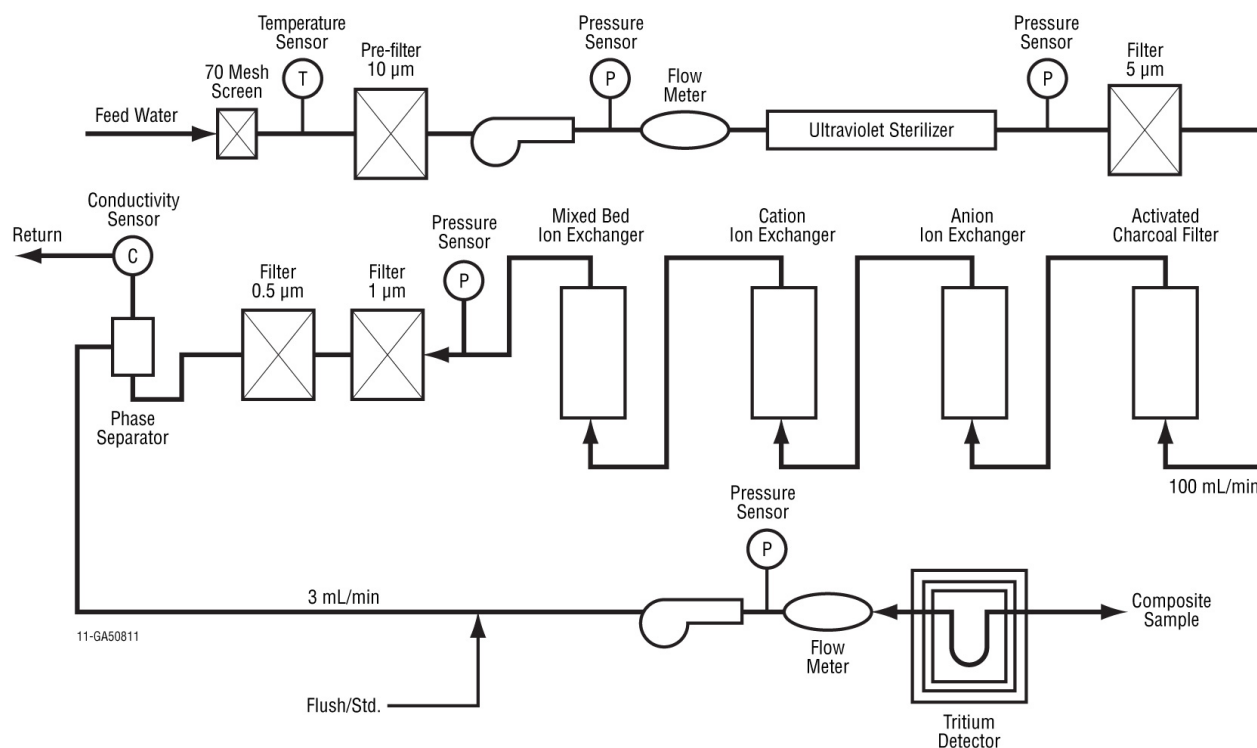 Temperature
Sensor
T
70 Mesh
Screen
Feed Water
Pre-filter
10 µm
Pressure
Sensor
P
Flow
Meter
Ultraviolet Sterilizer
Pressure
Sensor
P
Filter
5 µm
Conductivity
Sensor
C
Return
Phase
Separator
Filter
0.5 µm
Filter
1 µm
Pressure
Sensor
P
Mixed Bed
Ion Exchanger
Cation
Ion Exchanger
Anion
Ion Exchanger
Activated
Charcoal Filter
100 mL/min
3 mL/min
11-GA50811
Flush/Std.
Pressure
Sensor
P
Flow
Meter
Tritium
Detector
Composite
Sample